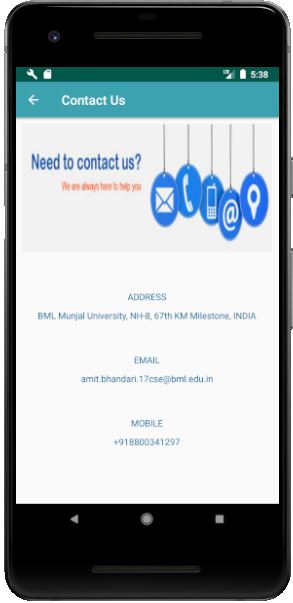 5:38
Contact Us
Need to contact us?
We are always here to help you
@
ADDRESS
BML Munjal University, NH-8, 67th KM Milestone, INDIA
EMAIL
amit.bhandari.17cse@bml.edu.in
MOBILE
+918800341297